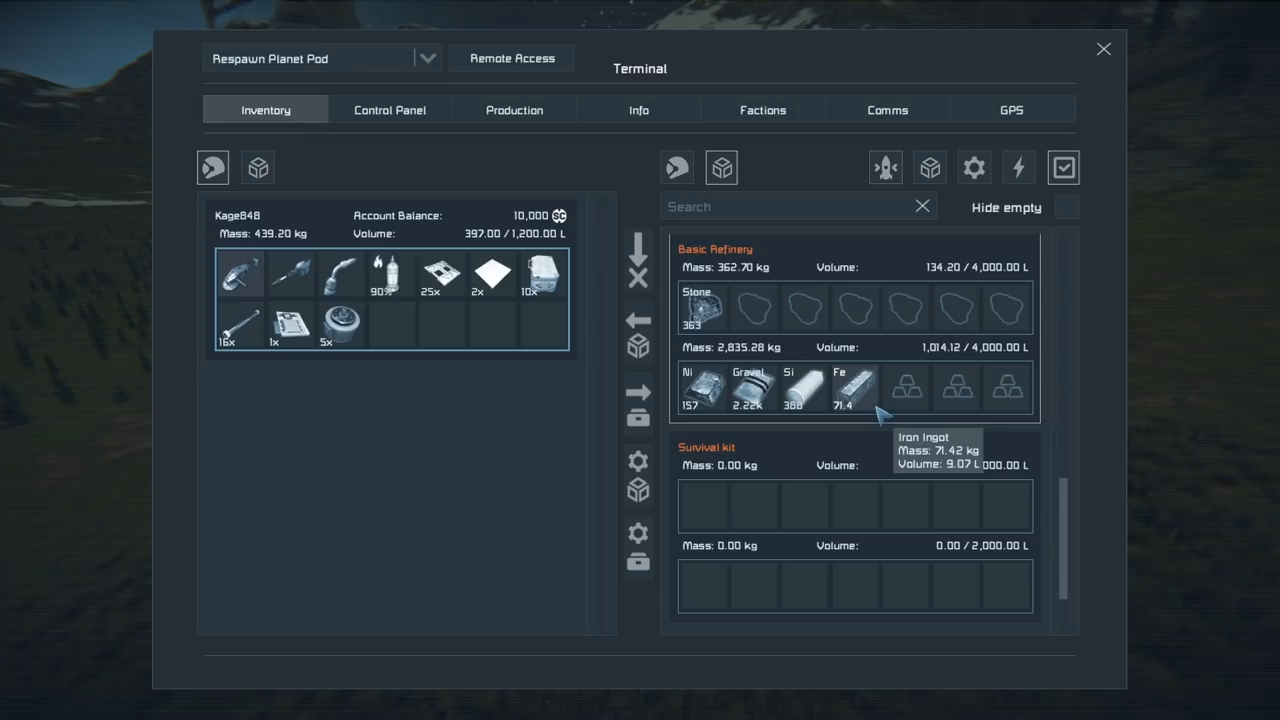 Respawn Planet Pod
Remote Access
Terminal
Inventory
Control Panel
Production
Info
Factions
Comms
GPS
Kage848
Account Balance:
10,000 SC
Mass: 439.20 kg
Volume:
397.00 / 1,200.00 L
90%
25x
2x
10x
16x
1x
5x
Search
Hide empty
Basic Refinery
Mass: 362.70 kg
Volume:
134.20 / 4,000.00 L
Stone
363
Mass: 2,835.28 kg
Volume:
1,014.12 / 4,000.00 L
Ni
Gravel
Si
Fe
157
2.22k
388
71.4
Iron Ingot
Mass: 71.42 kg
Volume: 9.07 L
Survival kit
Mass: 0.00 kg
Volume:
000.00 L
Mass: 0.00 kg
Volume:
0.00 / 2,000.00 L